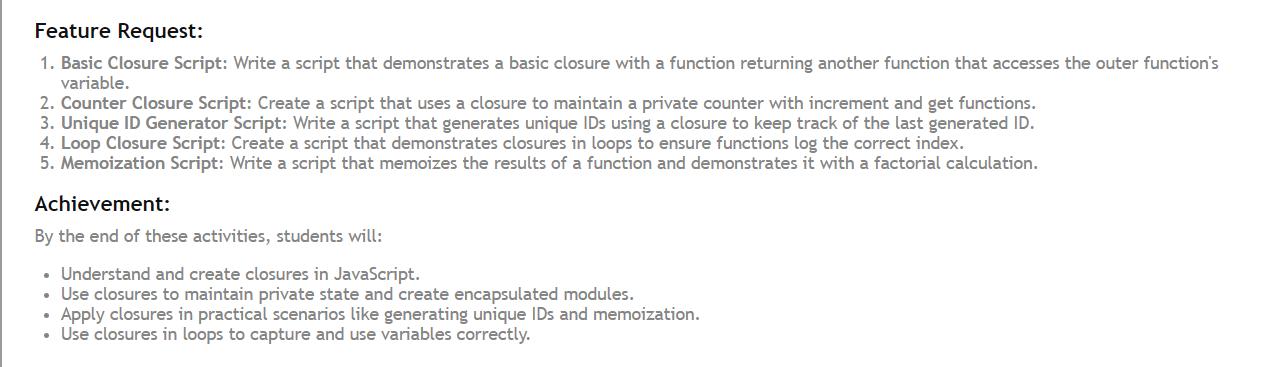 Feature Request:
1. Basic Closure Script: Write a script that demonstrates a basic closure with a function returning another function that accesses the outer function's
variable.
2. Counter Closure Script: Create a script that uses a closure to maintain a private counter with increment and get functions.
3. Unique ID Generator Script: Write a script that generates unique IDs using a closure to keep track of the last generated ID.
4. Loop Closure Script: Create a script that demonstrates closures in loops to ensure functions log the correct index.
5. Memoization Script: Write a script that memoizes the results of a function and demonstrates it with a factorial calculation.
Achievement:
By the end of these activities, students will:
• Understand and create closures in JavaScript.
• Use closures to maintain private state and create encapsulated modules.
• Apply closures in practical scenarios like generating unique IDs and memoization.
• Use closures in loops to capture and use variables correctly.